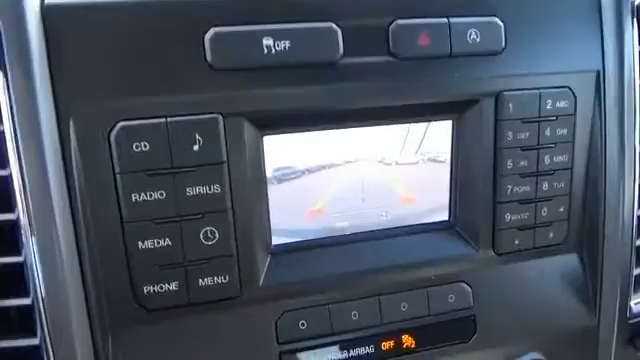 OFF
A
CD
RADIO
SIRIUS
MEDIA
PHONE
MENU
1
2 ABC
3 DEF
4 GHI
5 JKL
6 MNO
7 PQRS
8 TUV
9 WXYZ
0
AIRBAG OFF